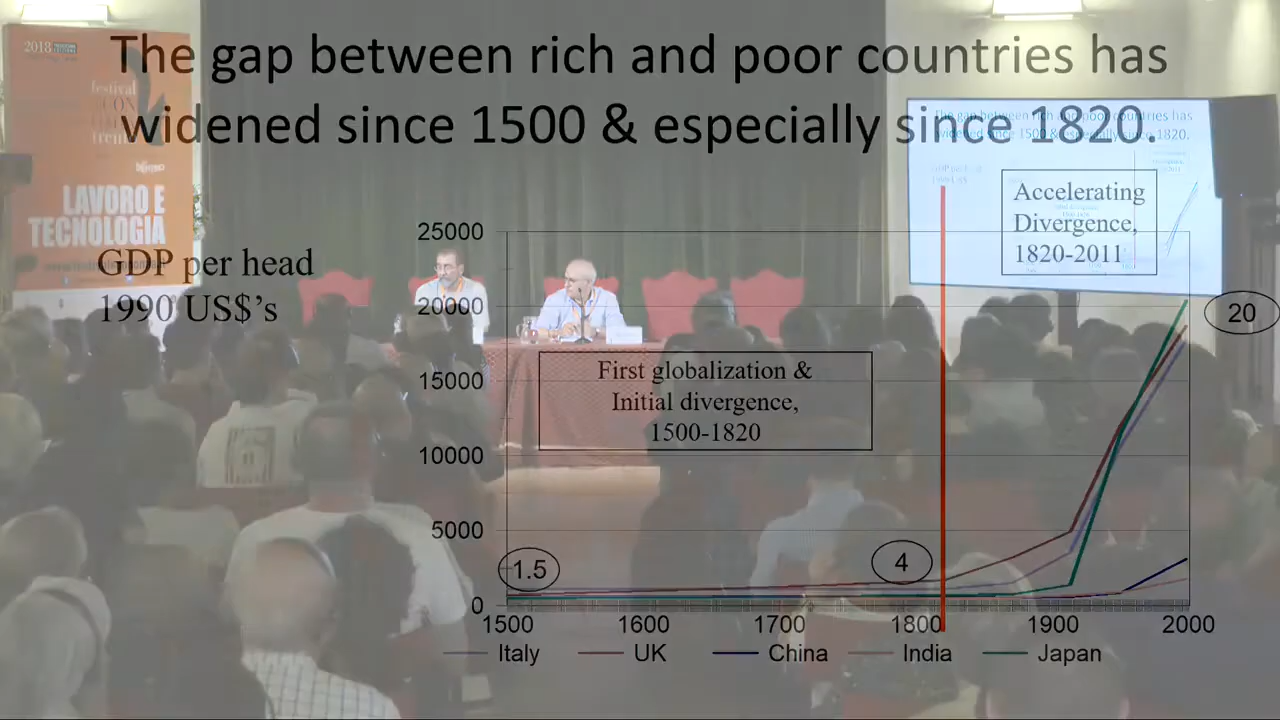 The gap between rich and poor countries has
widened since 1500 & especially since 1820.
2018
festival
LAVORO E
TECNOLOGIA
GDP per head
1990 US$'s
Accelerating
Divergence,
1820-2011
25000
20000
15000
10000
5000
0
20
First globalization &
Initial divergence,
1500-1820
1.5
4
1500 1600 1700 1800 1900 2000
Italy UK China India Japan